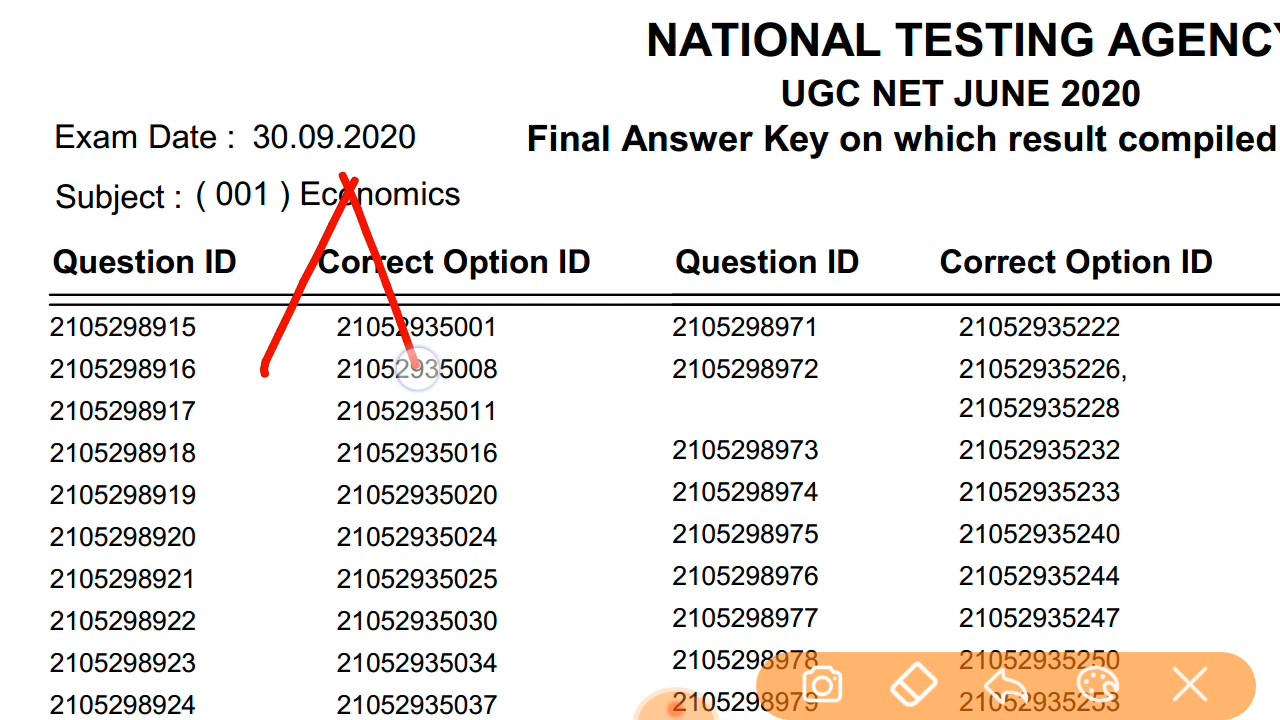 NATIONAL TESTING AGENCY
UGC NET JUNE 2020
Exam Date : 30.09.2020 Final Answer Key on which result compiled
Subject : ( 001 ) Economics
Question ID Correct Option ID Question ID Correct Option ID
2105298915 21052935001 2105298971 21052935222
2105298916 21052935008 2105298972 21052935226,
2105298917 21052935011 21052935228
2105298918 21052935016 2105298973 21052935232
2105298919 21052935020 2105298974 21052935233
2105298920 21052935024 2105298975 21052935240
2105298921 21052935025 2105298976 21052935244
2105298922 21052935030 2105298977 21052935247
2105298923 21052935034 2105298978 21052935250
2105298924 21052935037 2105298979 21052935253